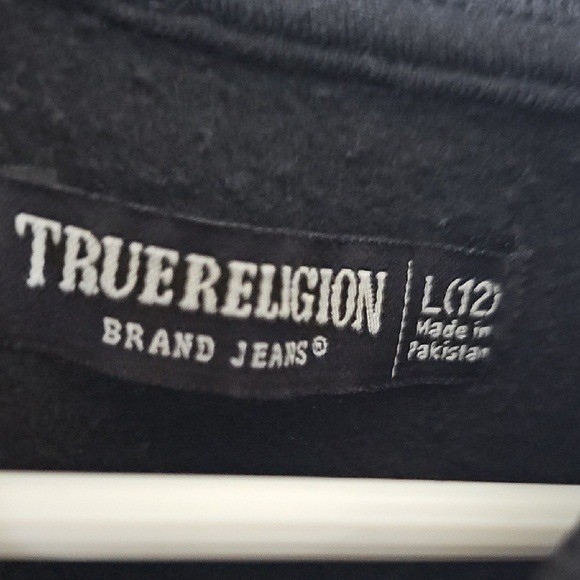 TRUE RELIGION
BRAND JEANS®
L(12)
Made in
Pakistan